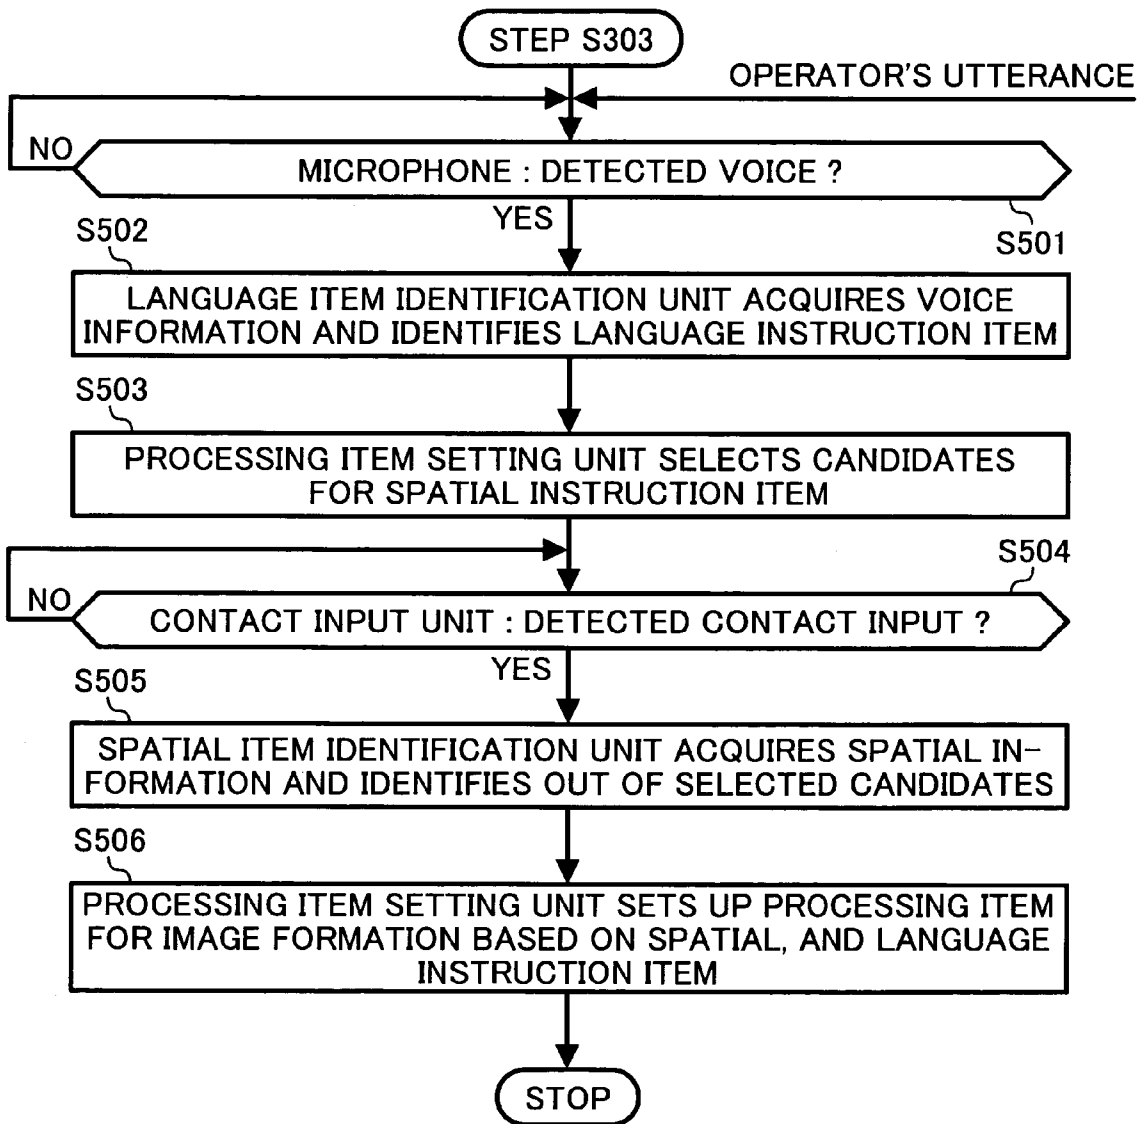 STEP S303
OPERATOR'S UTTERANCE
NO
MICROPHONE : DETECTED VOICE ?
YES
S501
S502
LANGUAGE ITEM IDENTIFICATION UNIT ACQUIRES VOICE
INFORMATION AND IDENTIFIES LANGUAGE INSTRUCTION ITEM
S503
PROCESSING ITEM SETTING UNIT SELECTS CANDIDATES
FOR SPATIAL INSTRUCTION ITEM
S504
NO
CONTACT INPUT UNIT : DETECTED CONTACT INPUT ?
YES
S505
SPATIAL ITEM IDENTIFICATION UNIT ACQUIRES SPATIAL IN-
FORMATION AND IDENTIFIES OUT OF SELECTED CANDIDATES
S506
PROCESSING ITEM SETTING UNIT SETS UP PROCESSING ITEM
FOR IMAGE FORMATION BASED ON SPATIAL, AND LANGUAGE
INSTRUCTION ITEM
STOP